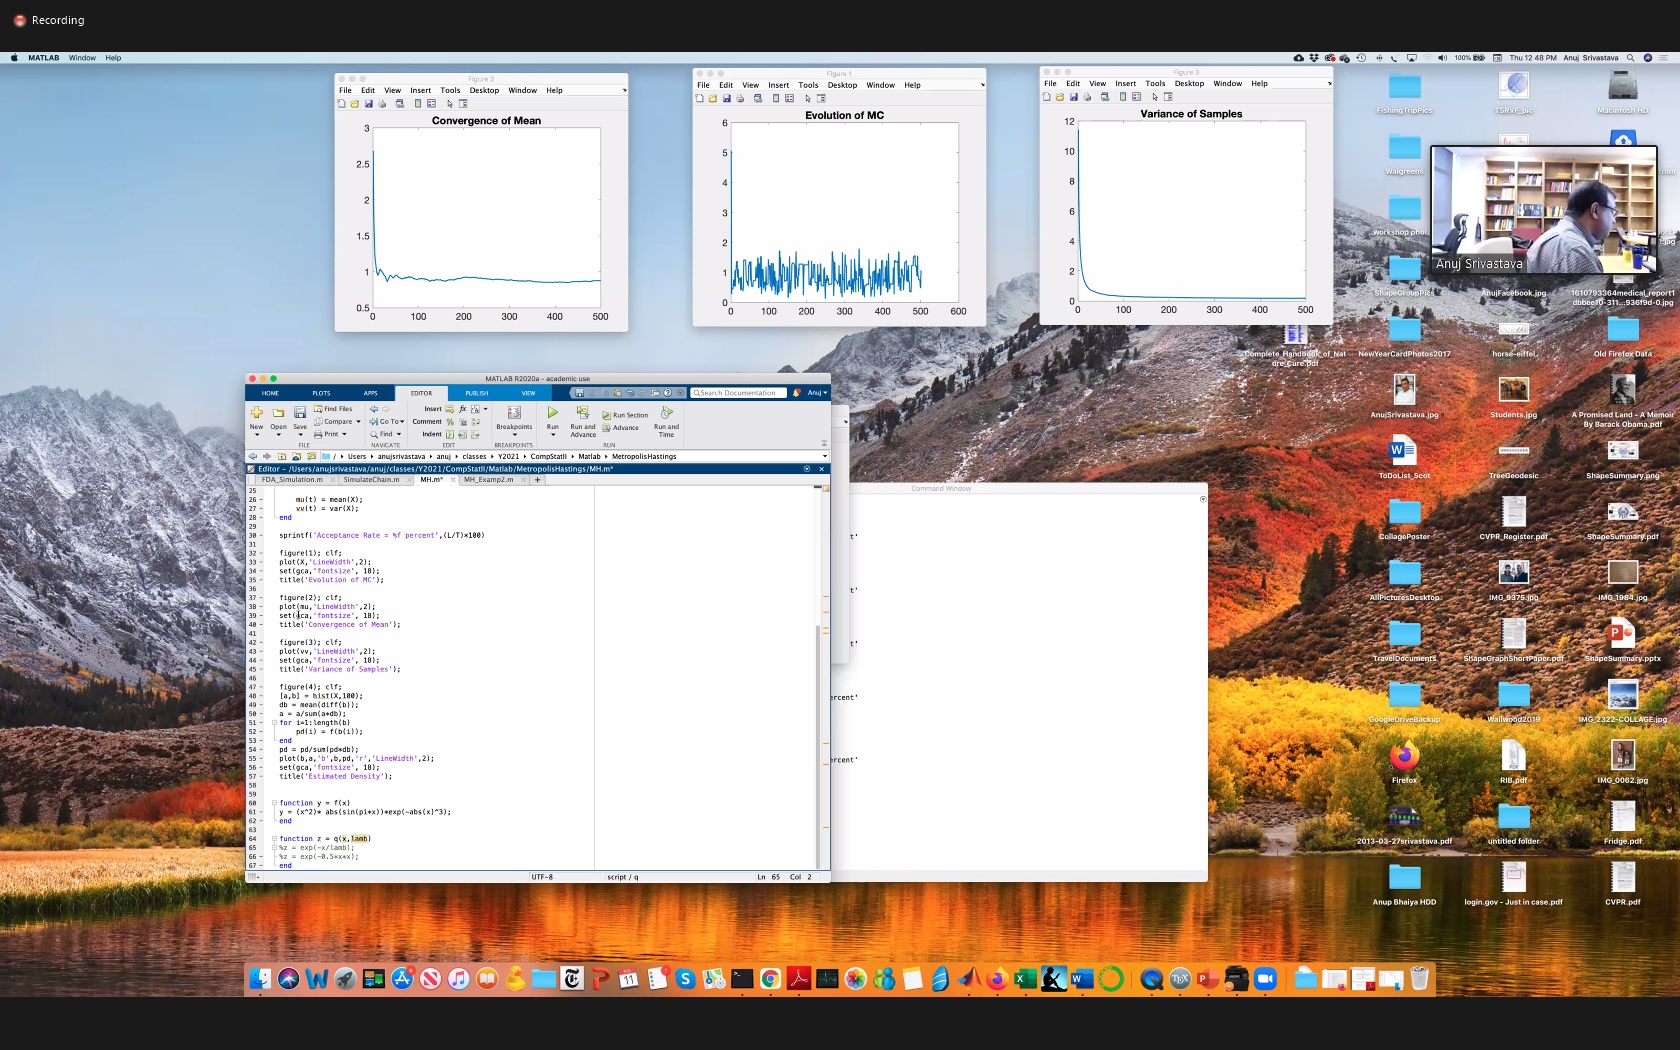 Recording
MATLAB Window Help
100% Thu 12 48 PM Anuj Srivastava
Figure 2
File Edit View Insert Tools Desktop Window Help
Convergence of Mean
3
2.5
2
1.5
1
0.5
0 100 200 300 400 500
Figure 1
File Edit View Insert Tools Desktop Window Help
Evolution of MC
6
5
4
3
2
1
0
0 100 200 300 400 500 600
Figure 3
File Edit View Insert Tools Desktop Window Help
Variance of Samples
12
10
8
6
4
2
0
0 100 200 300 400 500
FishingTripPics TSRVF_pic Macintosh HD
Walgreens
workshop phot
Anuj Srivastava
ShapeGroupPics AnujFacebook.jpg 1610793364medical_report1
dbbee10-311...936f9d-0.jpg
Complete_Handbook_of_Nat
ure_Cure.pdf
NewYearCardPhotos2017 horse-eiffel Old Firefox Data
AnujSrivastava.jpg Students.jpg A Promised Land - A Memoir
By Barack Obama.pdf
ToDoList_Scot TreeGeodesic ShapeSummary.png
CollagePoster CVPR_Register.pdf ShapeSummary.pdf
AllPicturesDesktop IMG_9375.jpg IMG_1984.jpg
TravelDocuments ShapeGraphShortPaper.pdf ShapeSummary.pptx
GoogleDriveBackup Wallwood2019 IMG_2322-COLLAGE.jpg
Firefox RIB.pdf IMG_0062.jpg
2013-03-27srivastava.pdf untitled folder Fridge.pdf
Anup Bhaiya HDD login.gov - Just in case.pdf CVPR.pdf
MATLAB R2020a - academic use
HOME PLOTS APPS EDITOR PUBLISH VIEW
Search Documentation Anuj
New Open Save Find Files Compare Print
Go To Find
Insert Comment Indent
Breakpoints Run Run and Advance Run Section Advance Run and Time
FILE NAVIGATE EDIT BREAKPOINTS RUN
/ Users anujsrivastava anuj classes Y2021 CompStatII Matlab MetropolisHastings
Editor - /Users/anujsrivastava/anuj/classes/Y2021/CompStatII/Matlab/MetropolisHastings/MH.m*
FDA_Simulation.m SimulateChain.m MH.m* MH_Examp2.m +
25
26 mu(t) = mean(X);
27 vv(t) = var(X);
28 end
29
30 sprintf('Acceptance Rate = %f percent',(L/T)*100)
31
32 figure(1); clf;
33 plot(X,'LineWidth',2);
34 set(gca,'fontsize', 18);
35 title('Evolution of MC');
36
37 figure(2); clf;
38 plot(mu,'LineWidth',2);
39 set(gca,'fontsize', 18);
40 title('Convergence of Mean');
41
42 figure(3); clf;
43 plot(vv,'LineWidth',2);
44 set(gca,'fontsize', 18);
45 title('Variance of Samples');
46
47 figure(4); clf;
48 [a,b] = hist(X,100);
49 db = mean(diff(b));
50 a = a/sum(a*db);
51 for i=1:length(b)
52 pd(i) = f(b(i));
53 end
54 pd = pd/sum(pd*db);
55 plot(b,a,'b',b,pd,'r','LineWidth',2);
56 set(gca,'fontsize', 18);
57 title('Estimated Density');
58
59
60 function y = f(x)
61 y = (x^2)* abs(sin(pi*x))*exp(-abs(x)^3);
62 end
63
64 function z = q(x,lamb)
65 %z = exp(-x/lamb);
66 %z = exp(-0.5*x*x);
67 end
UTF-8 script / q Ln 65 Col 2
Command Window
t'
t'
t'
ercent'
ercent'